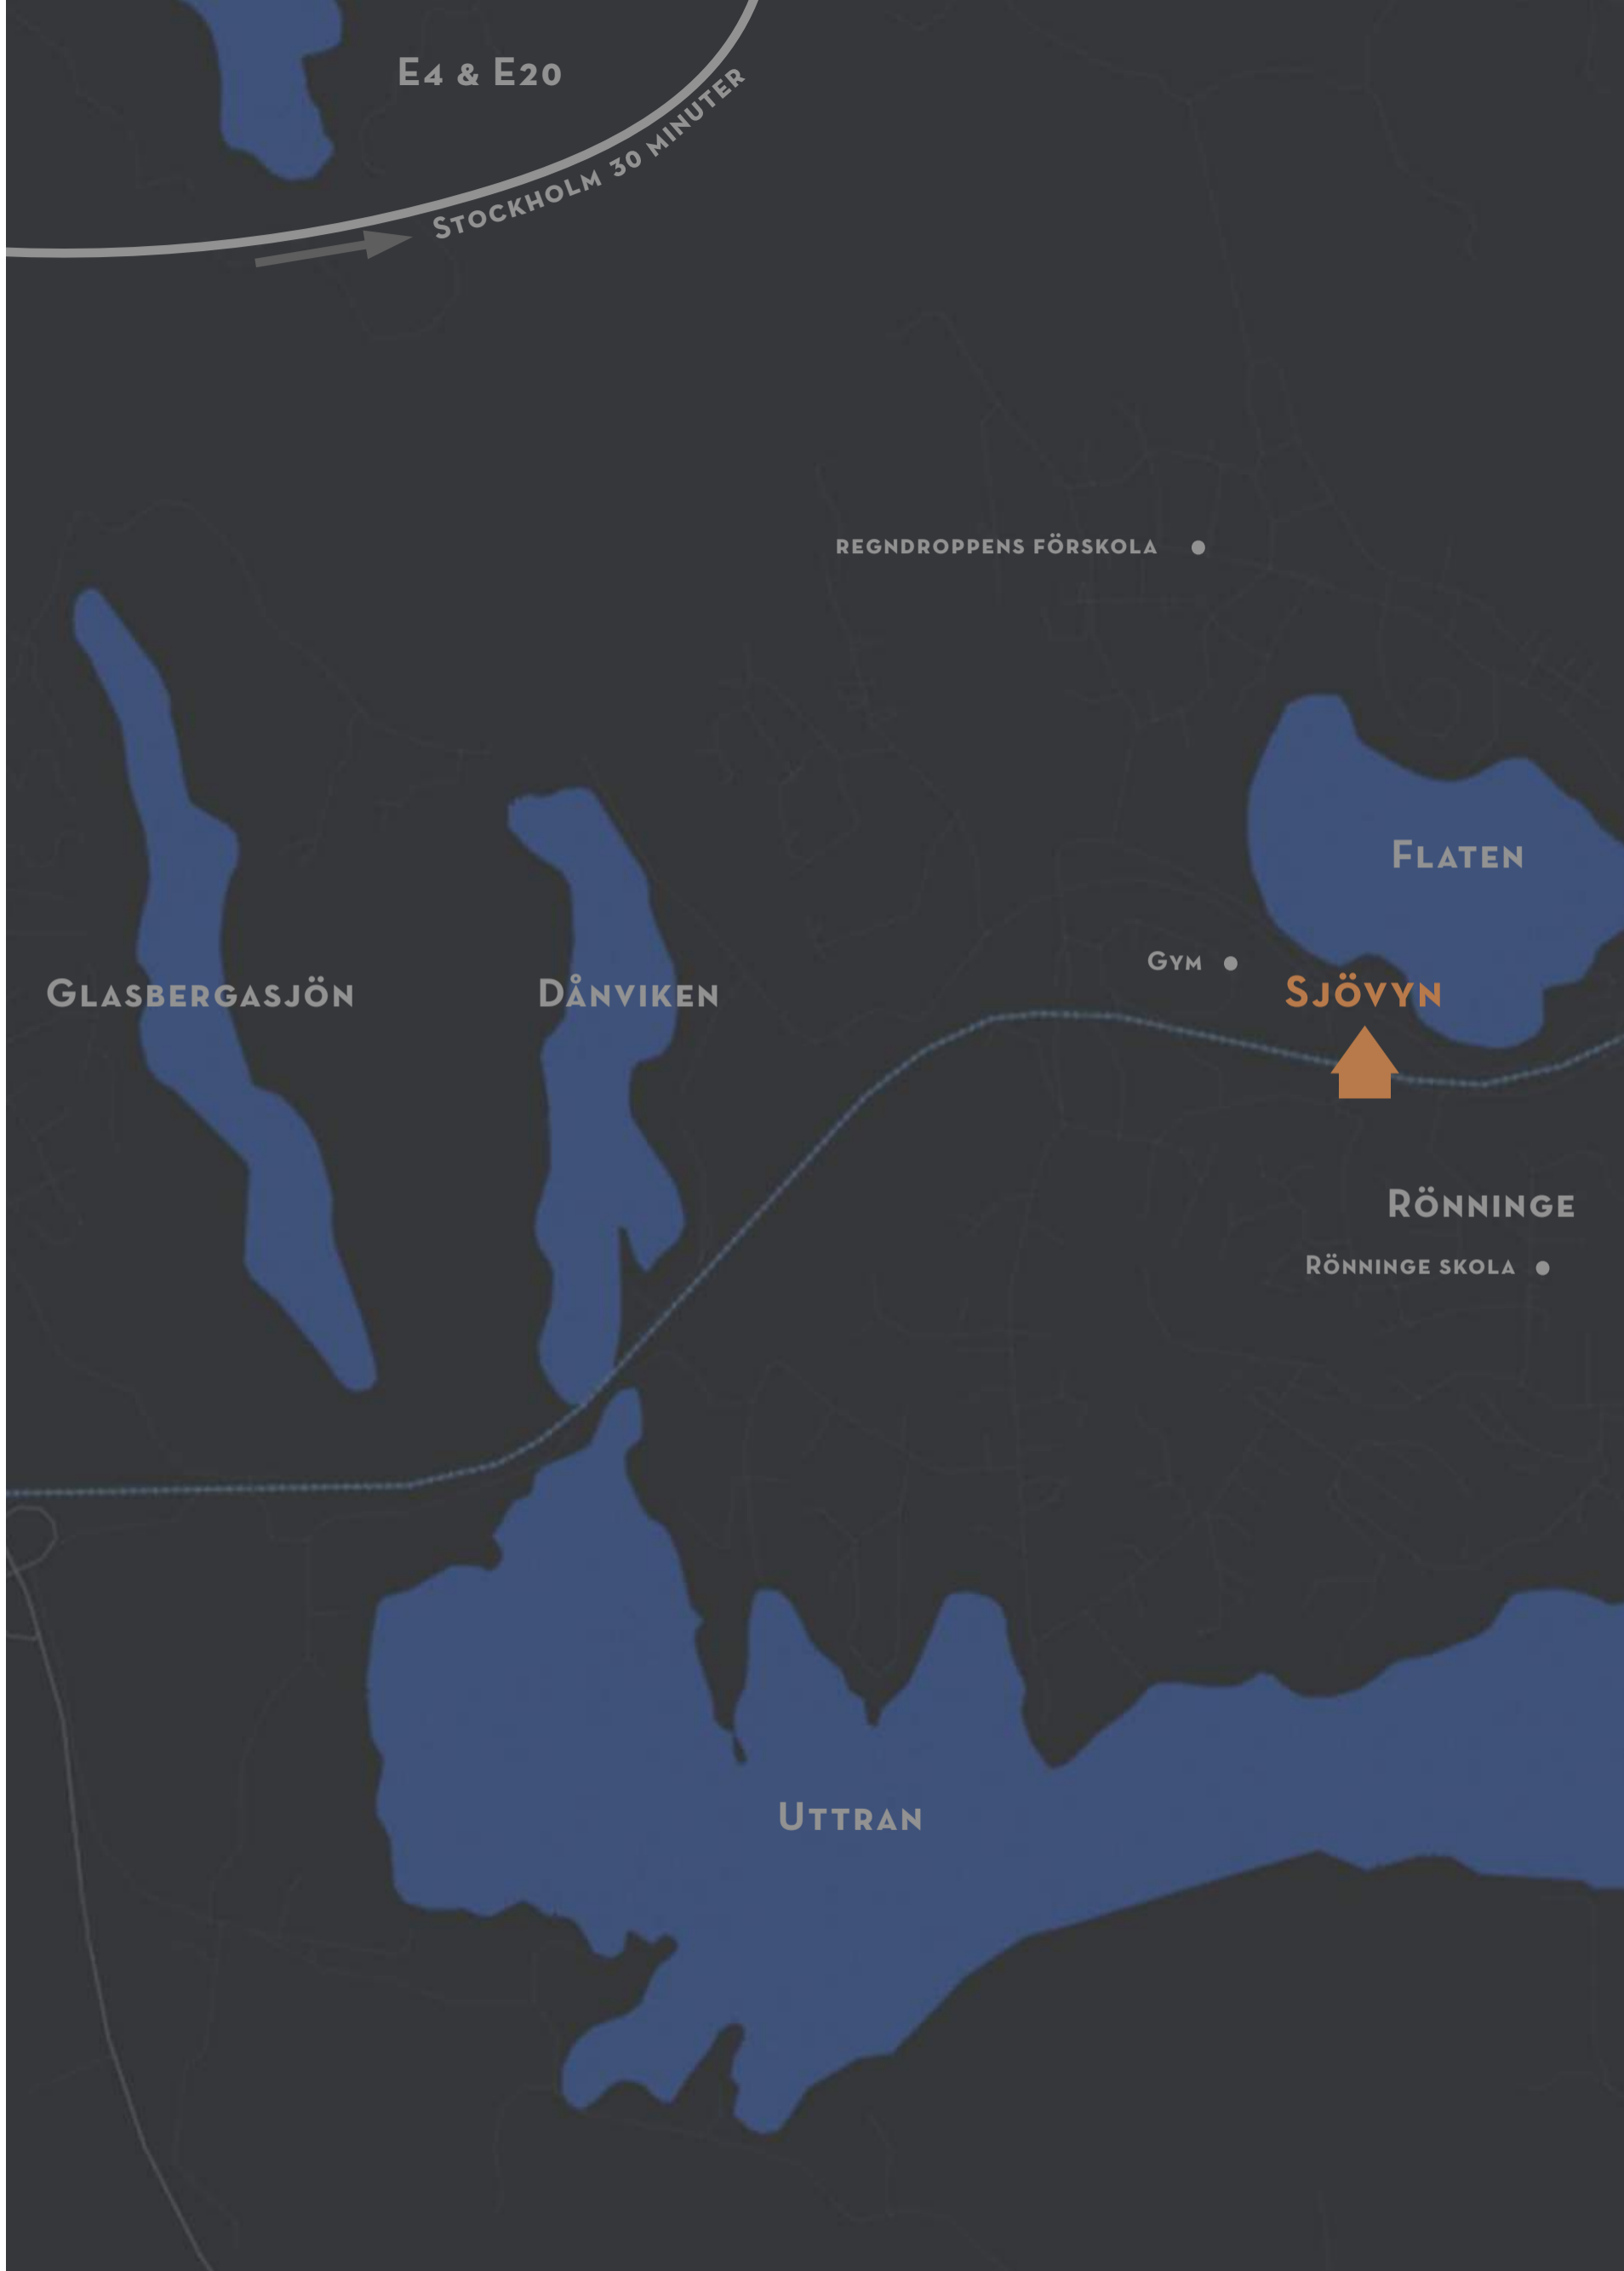 E4 & E20
Stockholm 30 minuter
regndroppens förskola
Flaten
Gym
Sjövyn
Glasbergasjön
Dånviken
Rönninge
Rönninge skola
Uttran